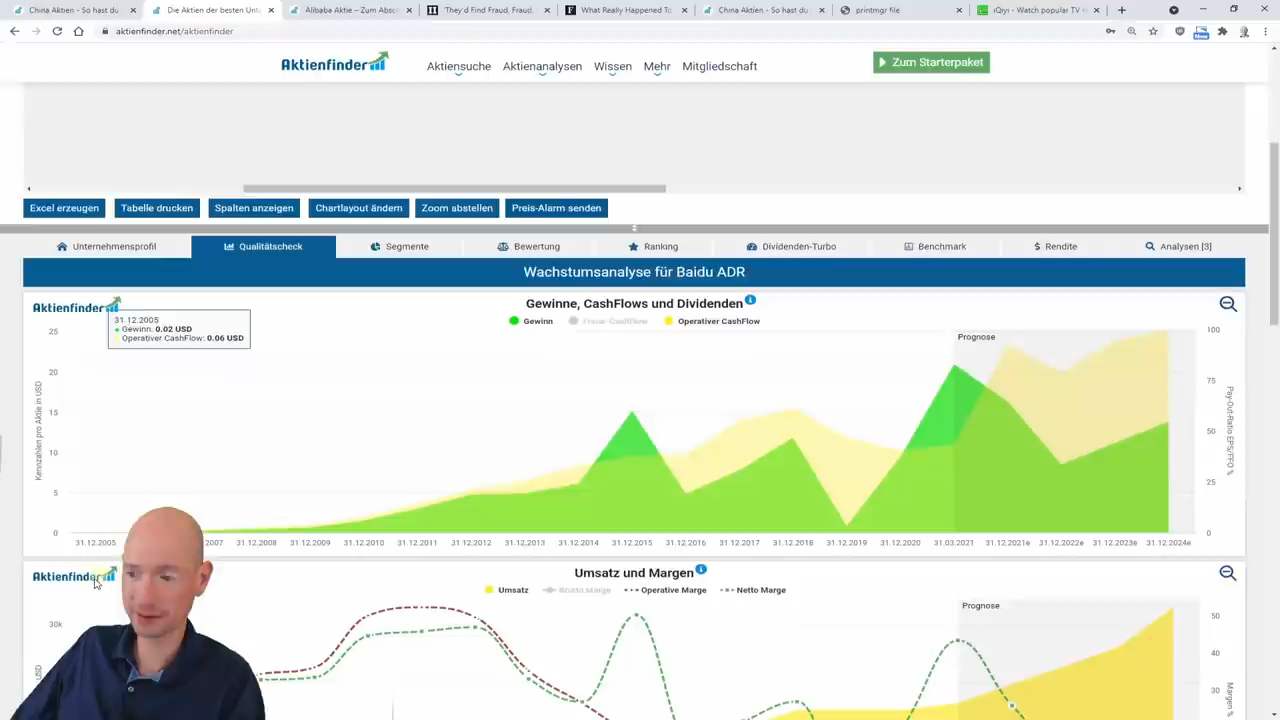 China Aktien - So hast du
Die Aktien der besten Unt
Alibaba Aktie – Zum Absc
'They'd Find Fraud, Fraud,
What Really Happened To
China Aktien - So hast du
printmgr file
iQiyi - Watch popular TV
aktienfinder.net/aktienfinder
New
Aktienfinder
Aktiensuche Aktienanalysen Wissen Mehr Mitgliedschaft
Zum Starterpaket
Excel erzeugen Tabelle drucken Spalten anzeigen Chartlayout ändern Zoom abstellen Preis-Alarm senden
Unternehmensprofil Qualitätscheck Segmente Bewertung Ranking Dividenden-Turbo Benchmark Rendite Analysen [3]
Wachstumsanalyse für Baidu ADR
Aktienfinder
Gewinne, CashFlows und Dividenden
Gewinn Freier CashFlow Operativer CashFlow
31.12.2005
Gewinn: 0.02 USD
Operativer CashFlow: 0.06 USD
Prognose
25
20
15
10
5
0
Kennzahlen pro Aktie in USD
100
75
50
25
0
Pay-Out-Ratio EPS/FFO %
31.12.2005 2007 31.12.2008 31.12.2009 31.12.2010 31.12.2011 31.12.2012 31.12.2013 31.12.2014 31.12.2015 31.12.2016 31.12.2017 31.12.2018 31.12.2019 31.12.2020 31.03.2021 31.12.2021e 31.12.2022e 31.12.2023e 31.12.2024e
Aktienfinder
Umsatz und Margen
Umsatz Brutto Marge Operative Marge Netto Marge
Prognose
30k
USD
50
40
30
Margen %